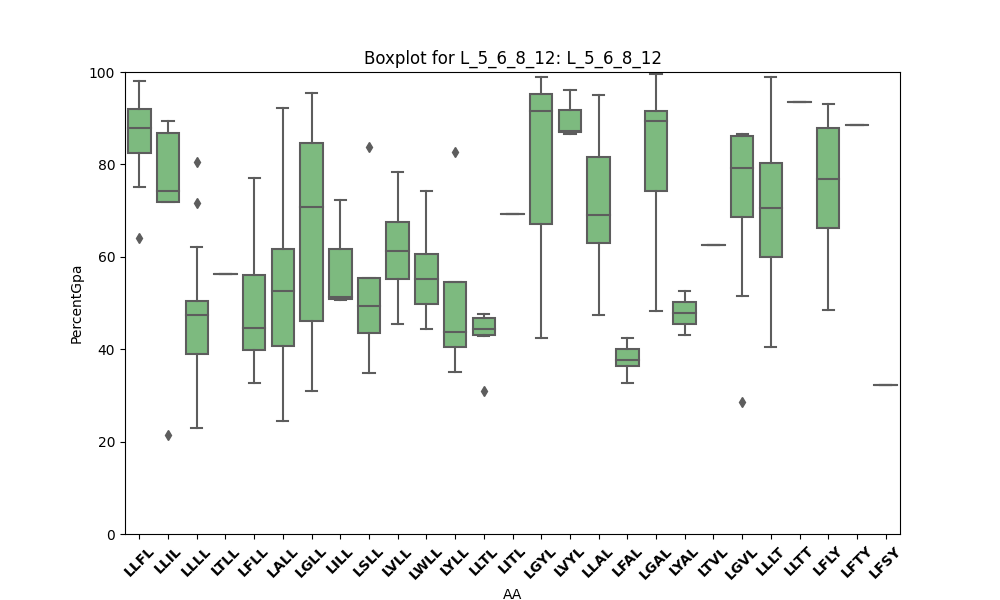 Boxplot for L_5_6_8_12: L_5_6_8_12
PercentGpa
100
80
60
40
20
0
LLFL LLIL LLLL LTLL LFLL LALL LGLL LILL LSLL LVLL LWLL LYLL LLTL LITL LGYL LVYL LLAL LFAL LGAL LYAL LTVL LGVL LLLT LLTT LFLY LFTY LFSY
AA